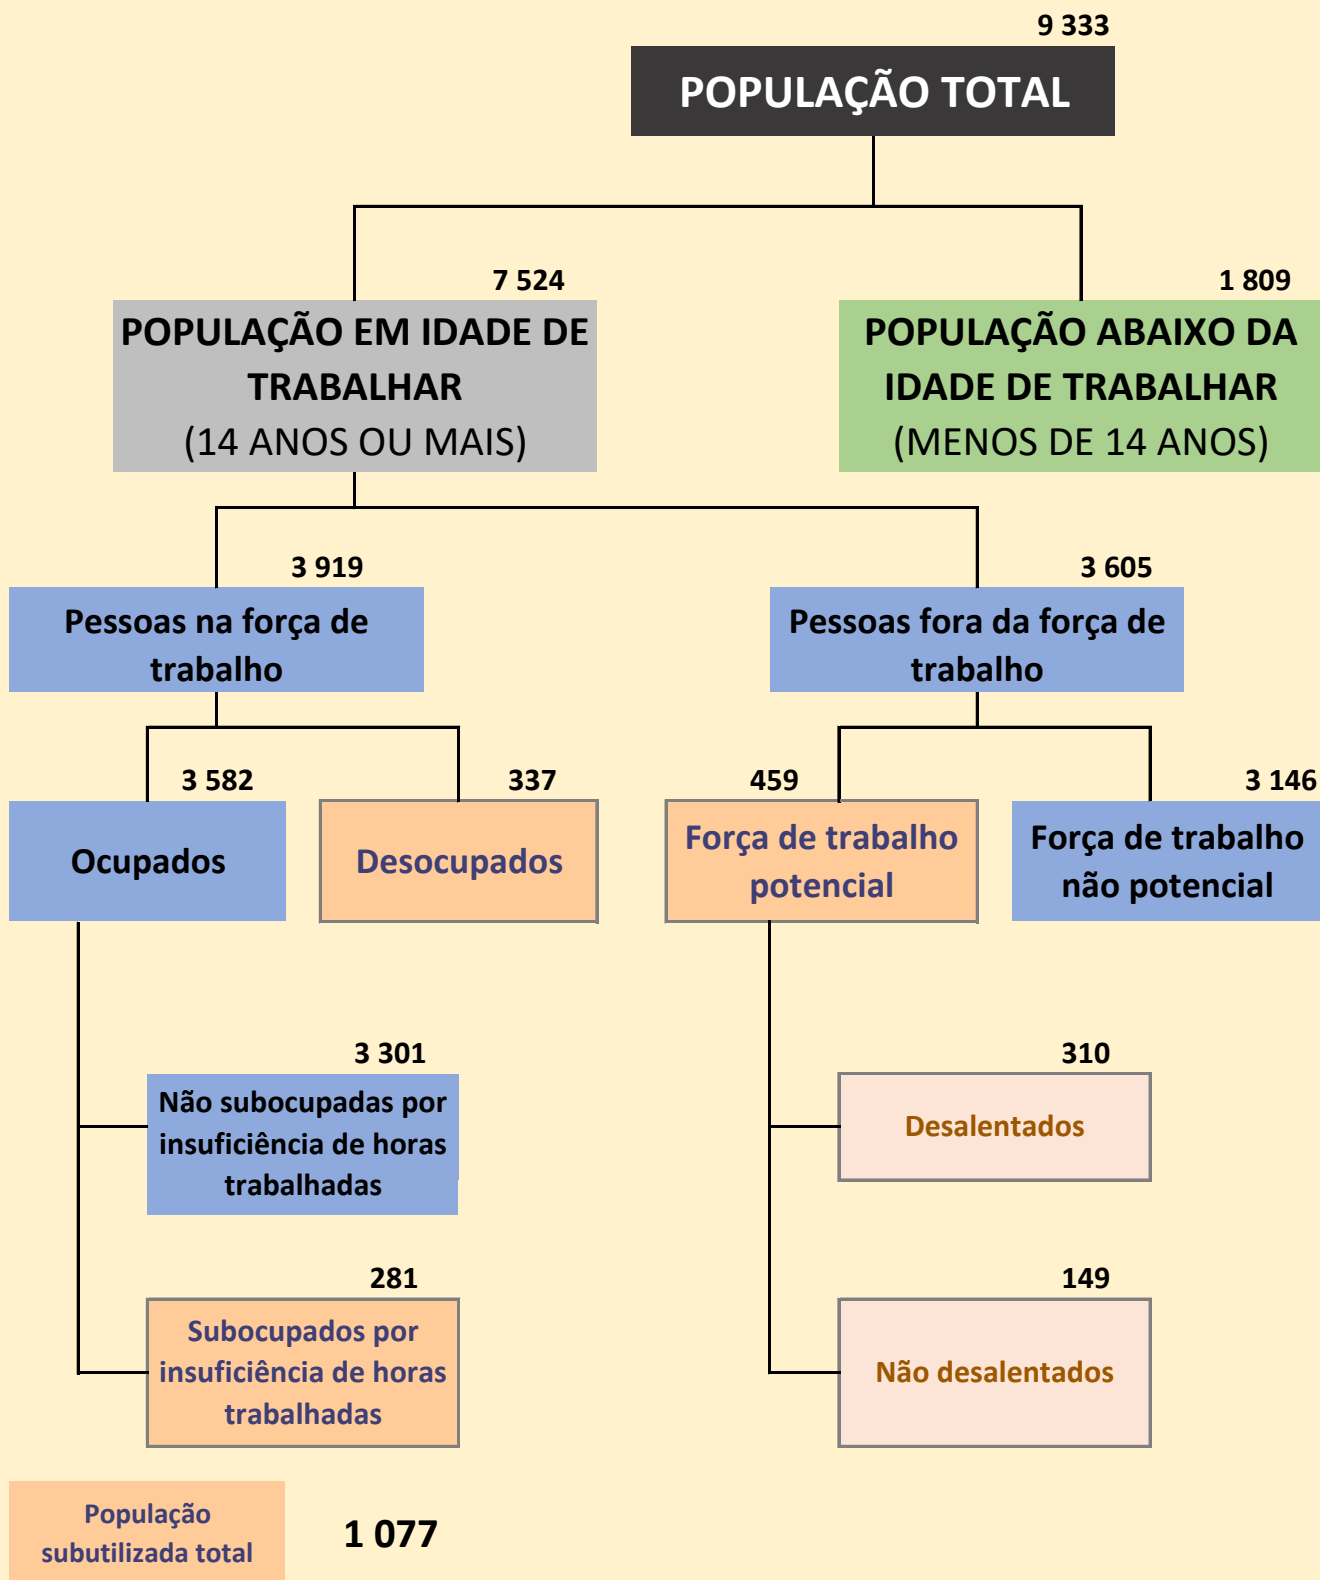 9 333
POPULAÇÃO TOTAL
7 524
POPULAÇÃO EM IDADE DE
TRABALHAR
(14 ANOS OU MAIS)
1 809
POPULAÇÃO ABAIXO DA
IDADE DE TRABALHAR
(MENOS DE 14 ANOS)
3 919
Pessoas na força de
trabalho
3 605
Pessoas fora da força de
trabalho
3 582
Ocupados
337
Desocupados
459
Força de trabalho
potencial
3 146
Força de trabalho
não potencial
3 301
Não subocupadas por
insuficiência de horas
trabalhadas
310
Desalentados
281
Subocupados por
insuficiência de horas
trabalhadas
149
Não desalentados
População
subutilizada total
1 077